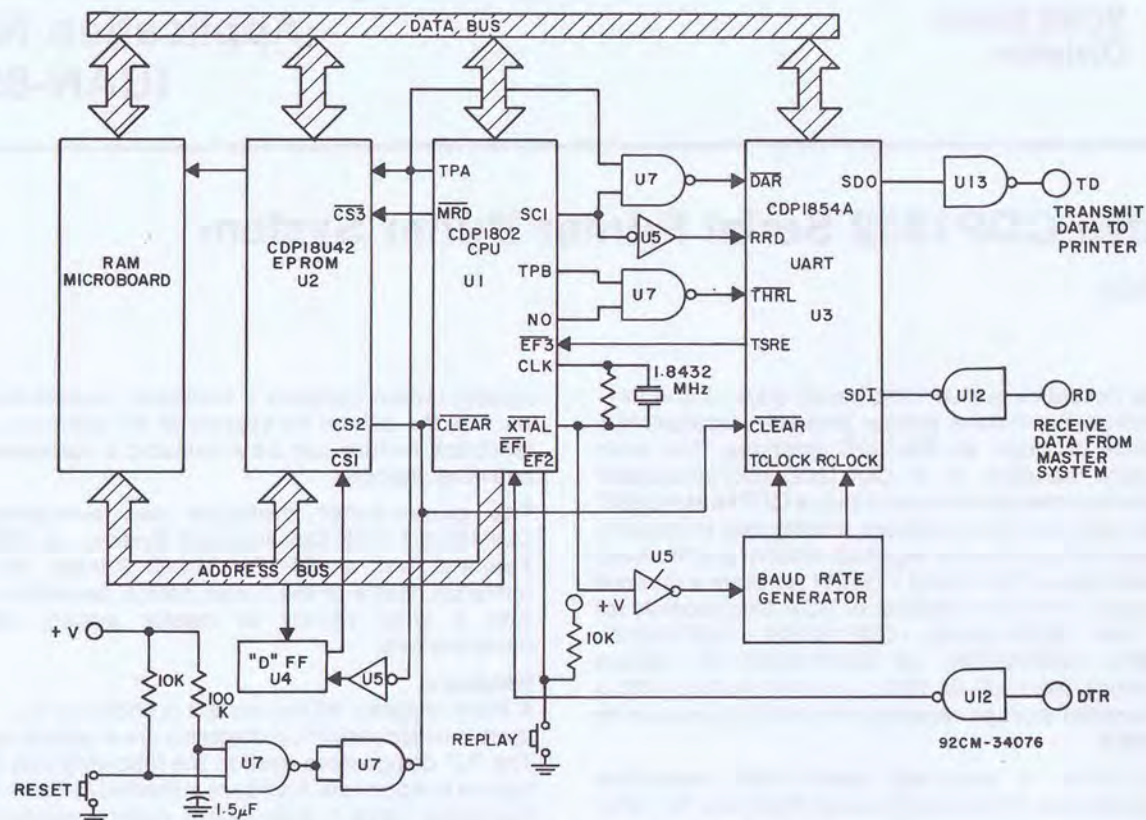 DATA BUS
RAM
MICROBOARD
CS3
CDP18U42
EPROM
U2
CS2
CS1
TPA
MRD
CDP1802
CPU
U1
SCI
TPB
NO
EF3
CLK
CLEAR
XTAL
EF1
EF2
U7
U5
U7
1.8432
MHz
DAR
SDO
CDP1854A
RRD
UART
THRL
U3
TSRE
SDI
CLEAR
TCLOCK RCLOCK
U13
TD
TRANSMIT
DATA TO
PRINTER
U12
RD
RECEIVE
DATA FROM
MASTER
SYSTEM
ADDRESS BUS
U5
BAUD RATE
GENERATOR
+V
10K
+V
"D" FF
U4
U5
10K
100
K
U12
DTR
92CM-34076
REPLAY
RESET
U7
U7
1.5µF